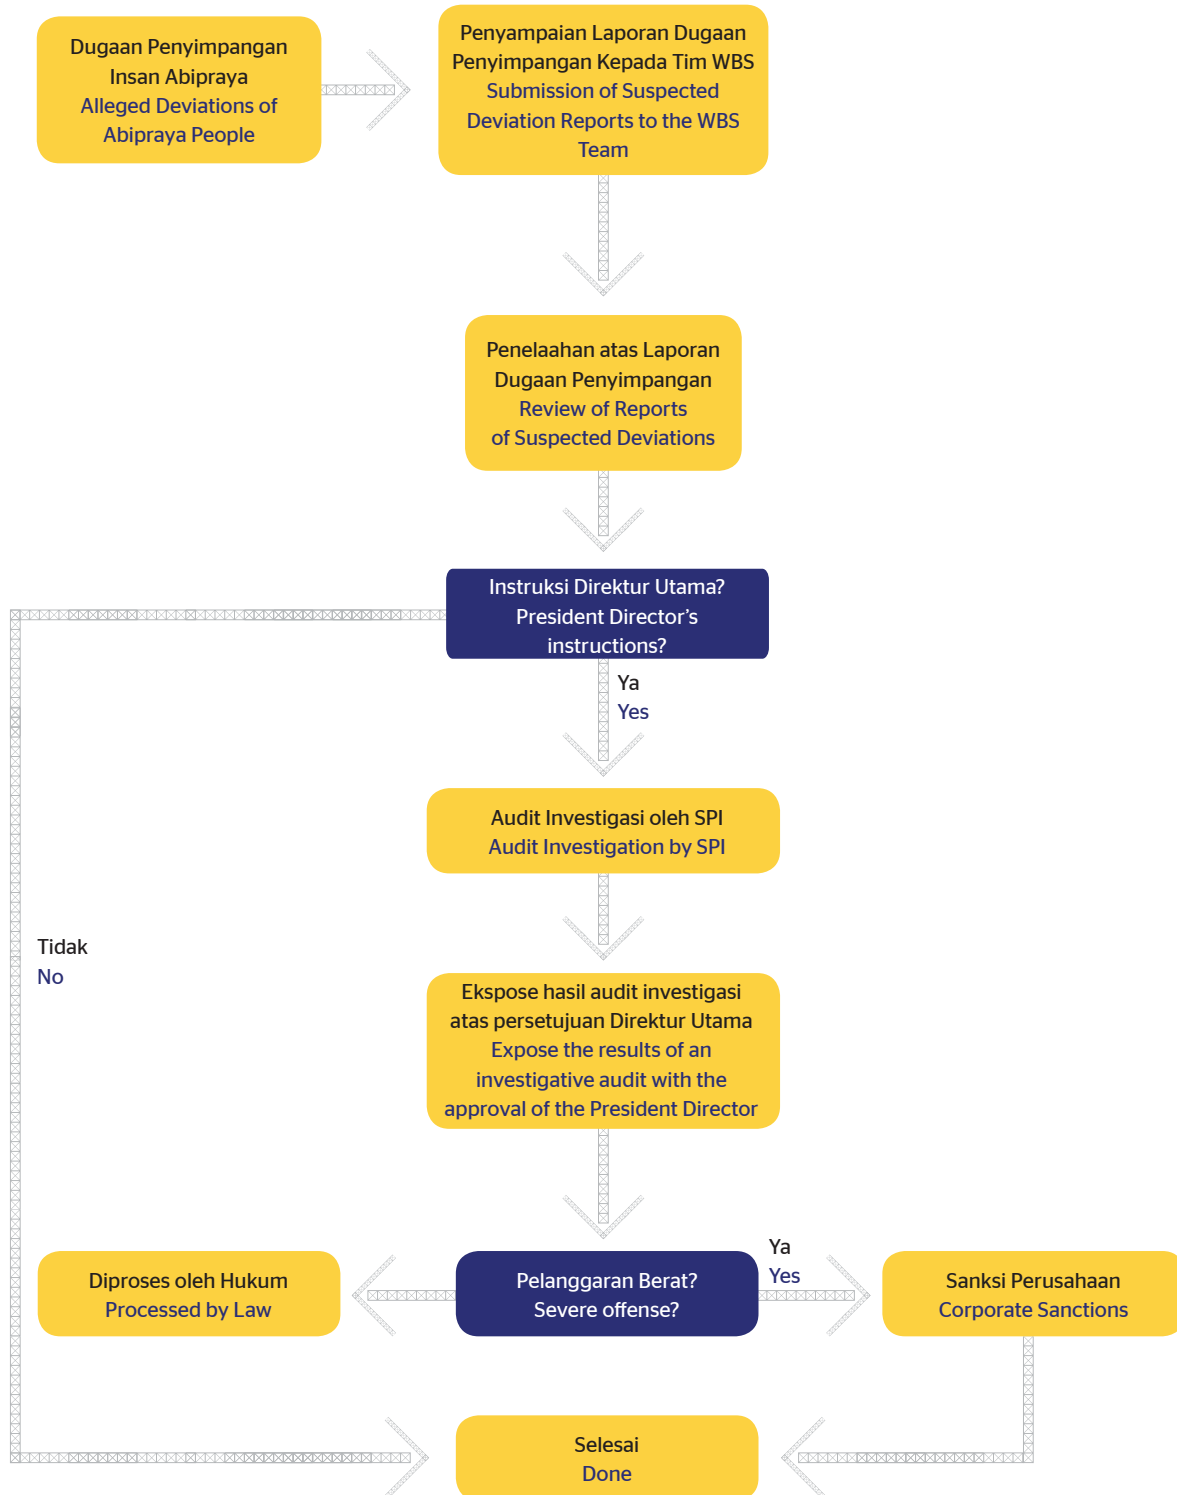 Dugaan Penyimpangan
Insan Abipraya
Alleged Deviations of
Abipraya People
Penyampaian Laporan Dugaan
Penyimpangan Kepada Tim WBS
Submission of Suspected
Deviation Reports to the WBS
Team
Penelaahan atas Laporan
Dugaan Penyimpangan
Review of Reports
of Suspected Deviations
Instruksi Direktur Utama?
President Director’s
instructions?
Ya
Yes
Audit Investigasi oleh SPI
Audit Investigation by SPI
Tidak
No
Ekspose hasil audit investigasi
atas persetujuan Direktur Utama
Expose the results of an
investigative audit with the
approval of the President Director
Diproses oleh Hukum
Processed by Law
Pelanggaran Berat?
Severe offense?
Ya
Yes
Sanksi Perusahaan
Corporate Sanctions
Selesai
Done